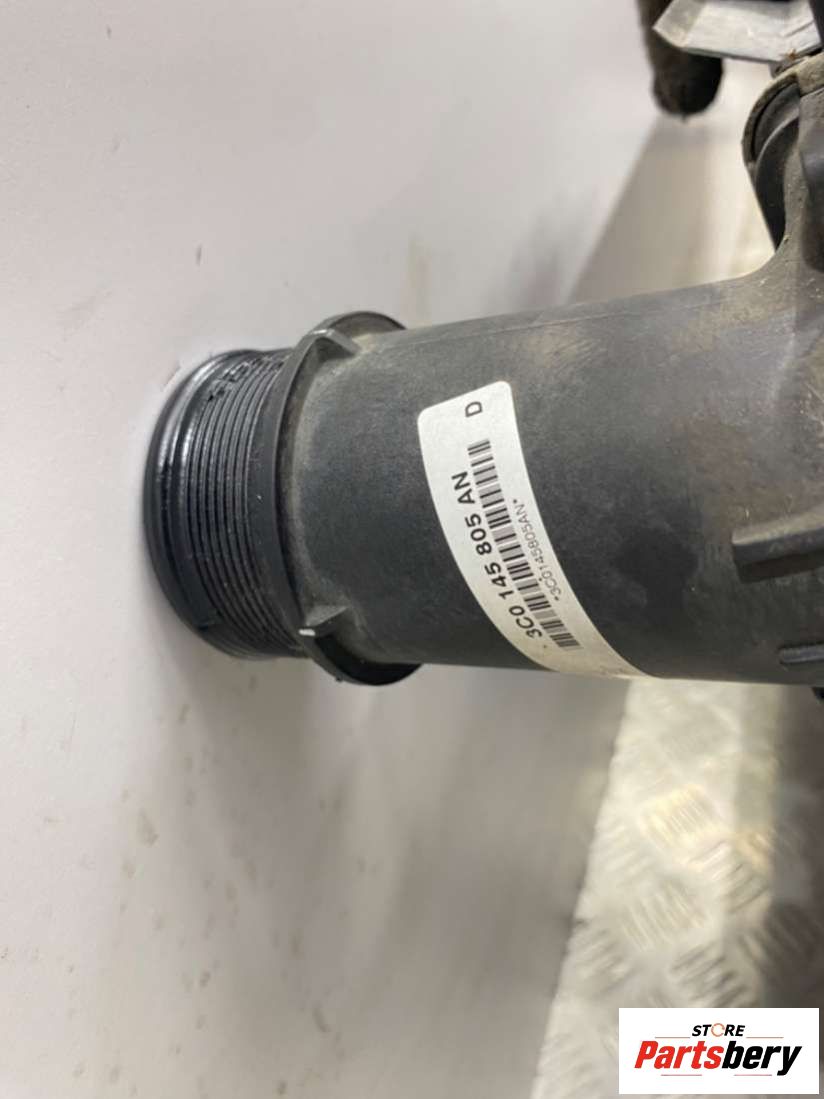 3C0 145 805 AN D
*3C0145805AN*
STORE
Partsbery